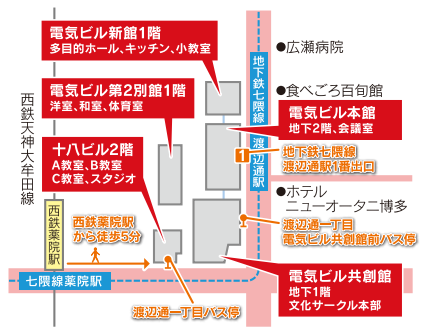 電気ビル新館1階
多目的ホール、キッチン、小教室
電気ビル第2別館1階
洋室、和室、体育室
十八ビル2階
A教室、B教室
C教室、スタジオ
西鉄天神大牟田線
西鉄薬院駅
西鉄薬院駅
から徒歩5分
七隈線薬院駅
渡辺通一丁目バス停
地下鉄七隈線
渡辺通駅
●広瀬病院
●食べごろ百旬館
電気ビル本館
地下2階、会議室
1
地下鉄七隈線
渡辺通駅1番出口
●ホテル
ニューオータニ博多
渡辺通一丁目
電気ビル共創館前バス停
電気ビル共創館
地下1階
文化サークル本部